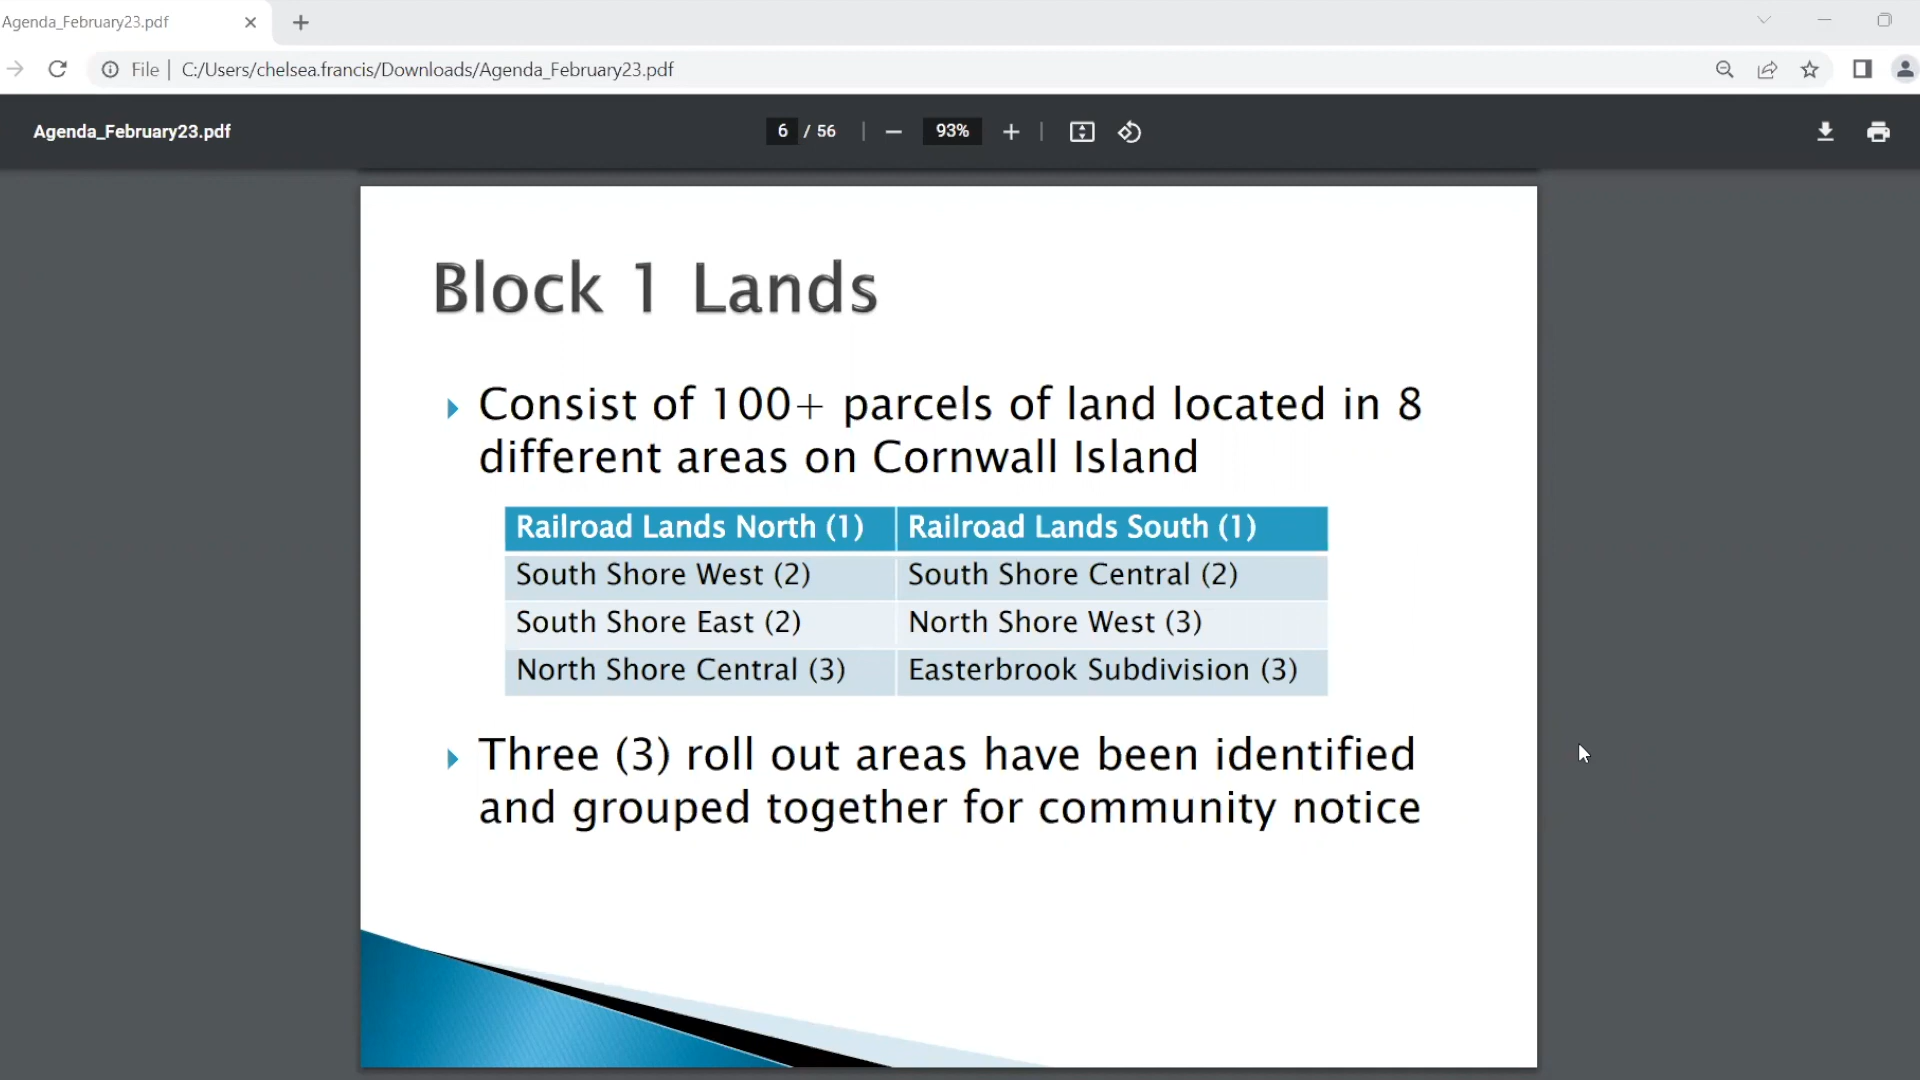 Agenda_February23.pdf
File | C:/Users/chelsea.francis/Downloads/Agenda_February23.pdf
Agenda_February23.pdf 6 / 56 93%
Block 1 Lands
Consist of 100+ parcels of land located in 8
different areas on Cornwall Island
Railroad Lands North (1) Railroad Lands South (1)
South Shore West (2) South Shore Central (2)
South Shore East (2) North Shore West (3)
North Shore Central (3) Easterbrook Subdivision (3)
Three (3) roll out areas have been identified
and grouped together for community notice